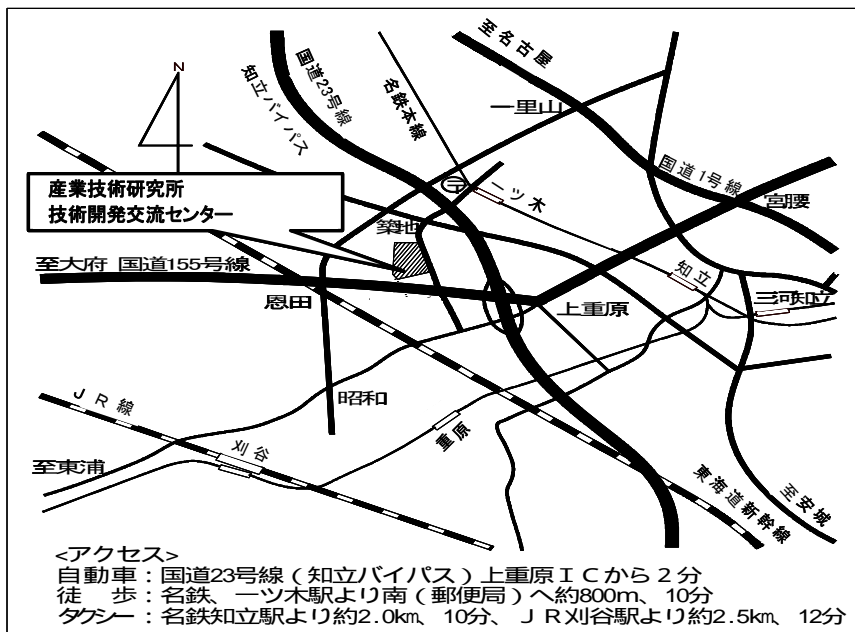 至名古屋
国道23号線
知立バイパス
名鉄本線
一里山
N
国道1号線
宮腰
産業技術研究所
技術開発交流センター
一ツ木
〒
築地
至大府 国道155号線
知立
恩田
上重原
三河知立
昭和
JR線
重原
刈谷
至東浦
東海道新幹線
至安城
<アクセス>
自動車：国道23号線（知立バイパス）上重原ＩＣから２分
徒　歩：名鉄、一ツ木駅より南（郵便局）へ約800m、10分
タクシー：名鉄知立駅より約2.0km、10分、ＪＲ刈谷駅より約2.5km、12分